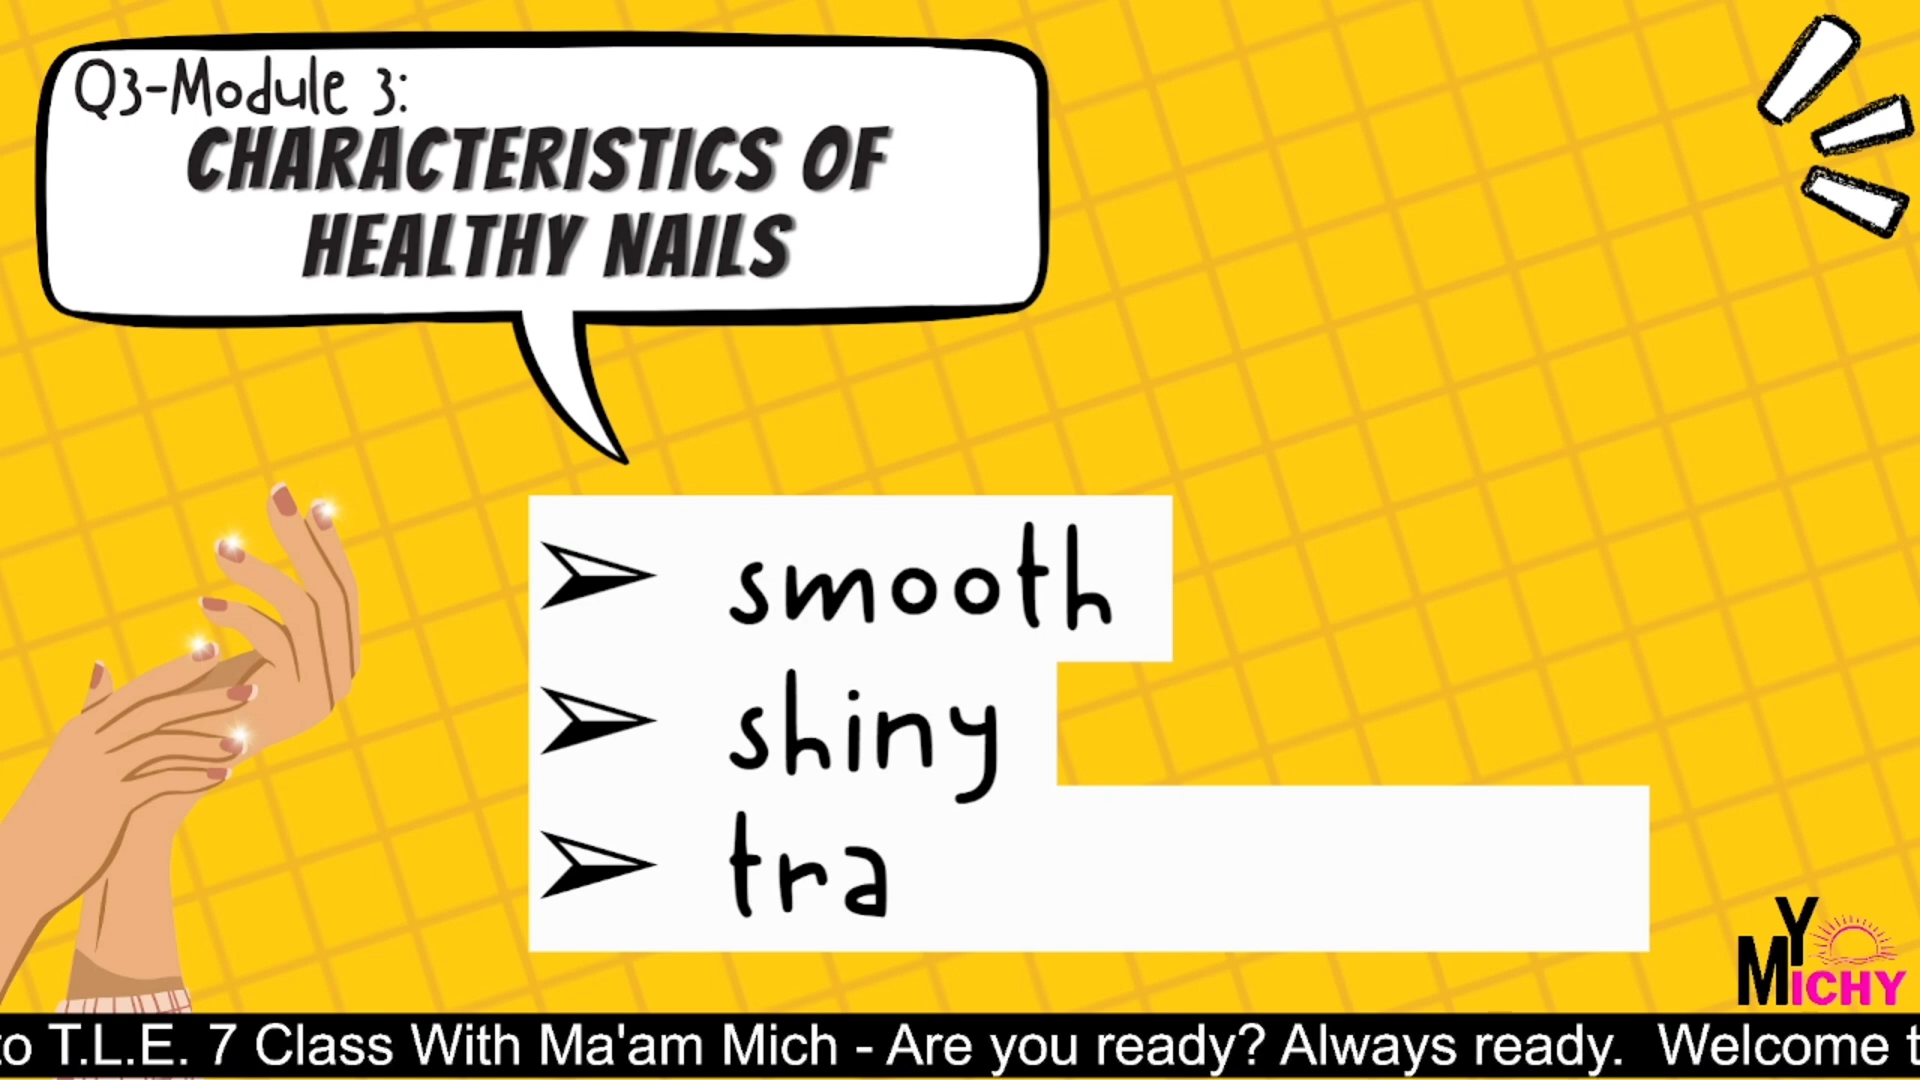 Q3-Module 3:
CHARACTERISTICS OF
HEALTHY NAILS
➢ smooth
➢ shiny
➢ tra
MY
MICHY
to T.L.E. 7 Class With Ma'am Mich - Are you ready? Always ready.  Welcome t